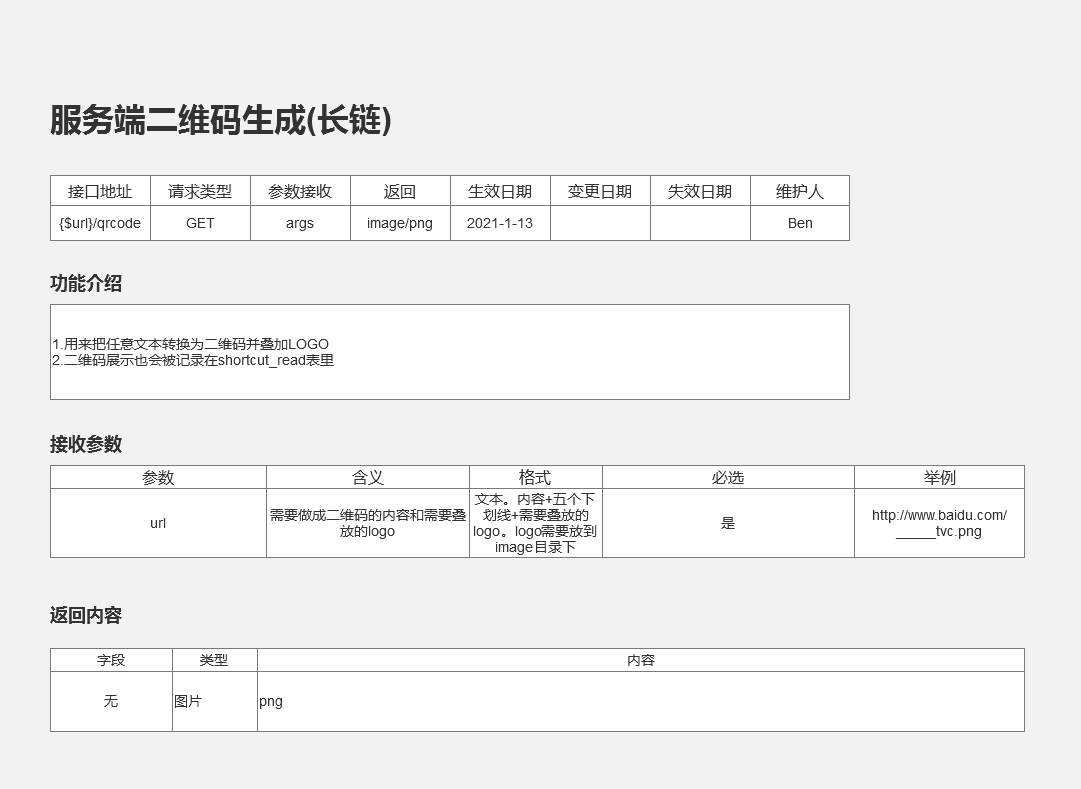 服务端二维码生成(长链)
接口地址 请求类型 参数接收 返回 生效日期 变更日期 失效日期 维护人
{$url}/qrcode GET args image/png 2021-1-13 Ben
功能介绍
1.用来把任意文本转换为二维码并叠加LOGO
2.二维码展示也会被记录在shortcut_read表里
接收参数
参数 含义 格式 必选 举例
url
需要做成二维码的内容和需要叠
放的logo
文本。内容+五个下
划线+需要叠放的
logo。logo需要放到
image目录下
是
http://www.baidu.com/
_____tvc.png
返回内容
字段 类型 内容
无 图片 png